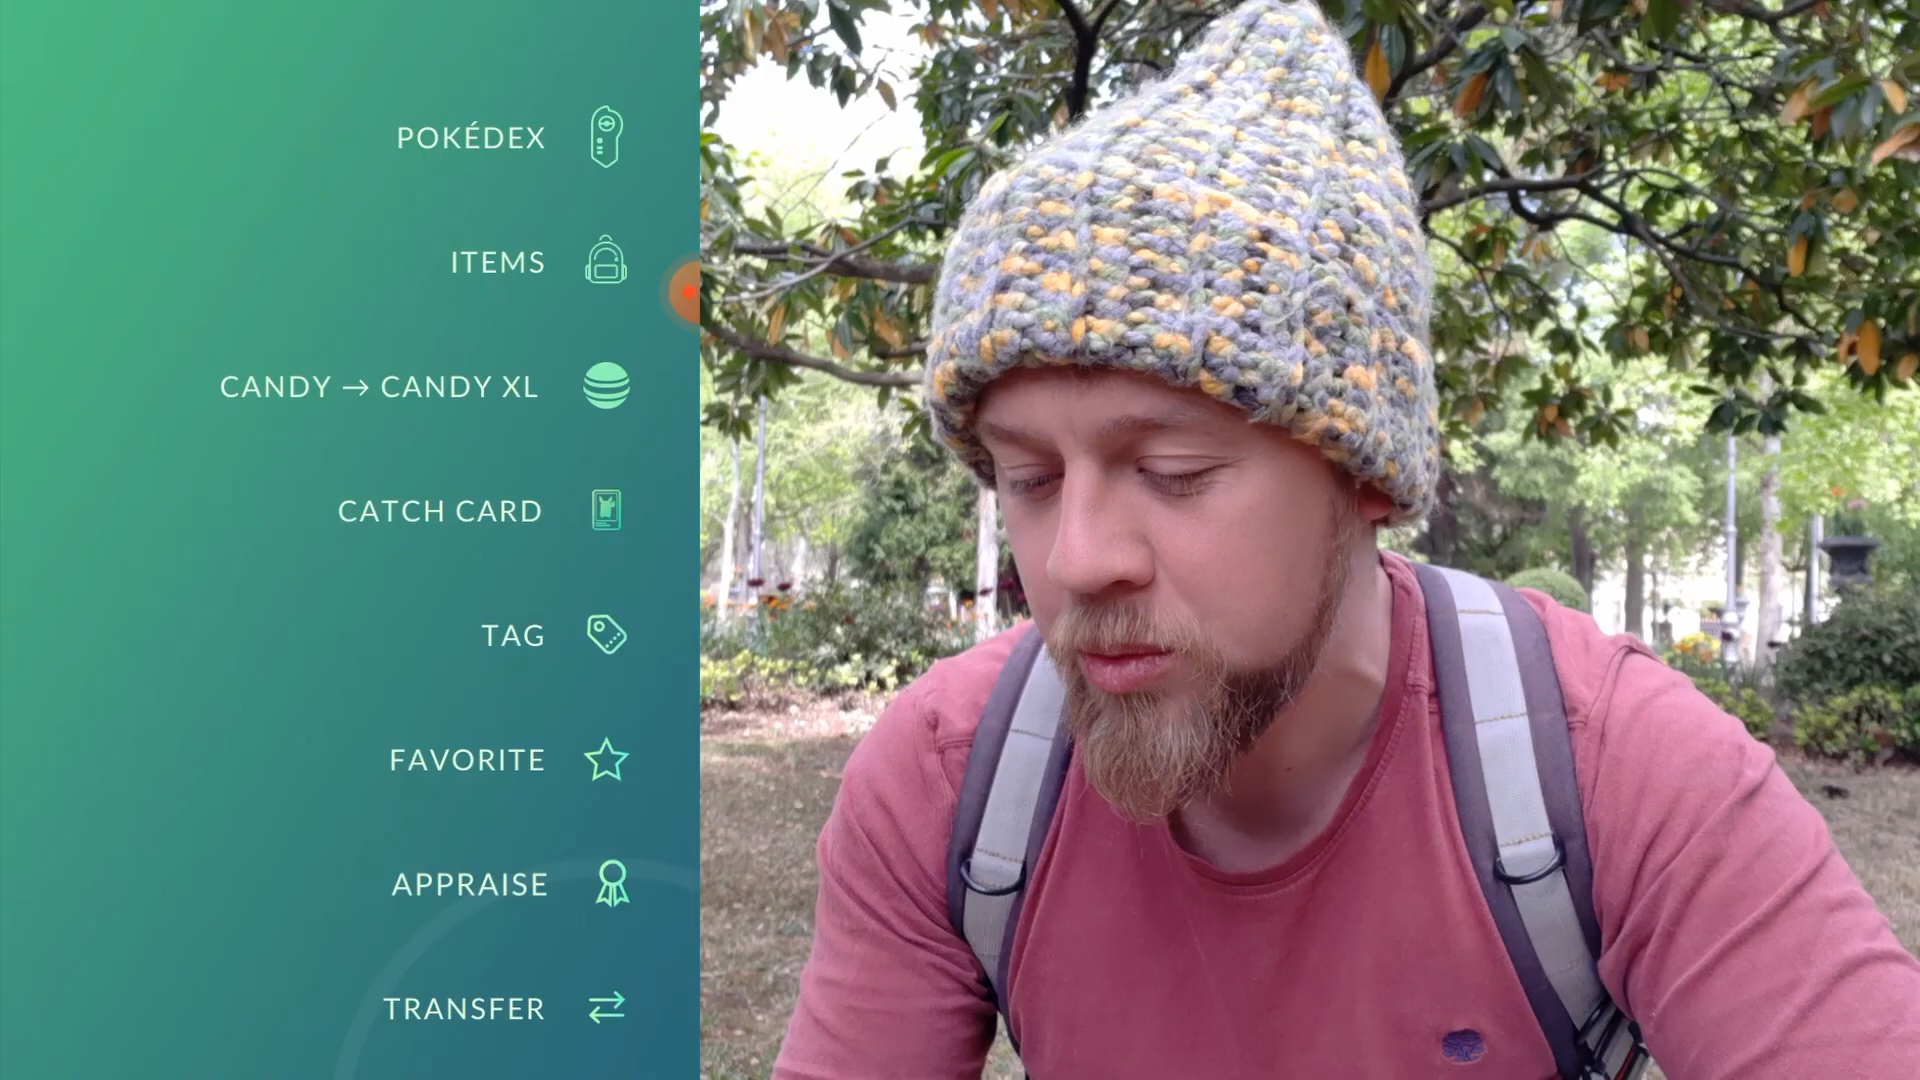 POKÉDEX
ITEMS
CANDY → CANDY XL
CATCH CARD
TAG
FAVORITE
APPRAISE
TRANSFER